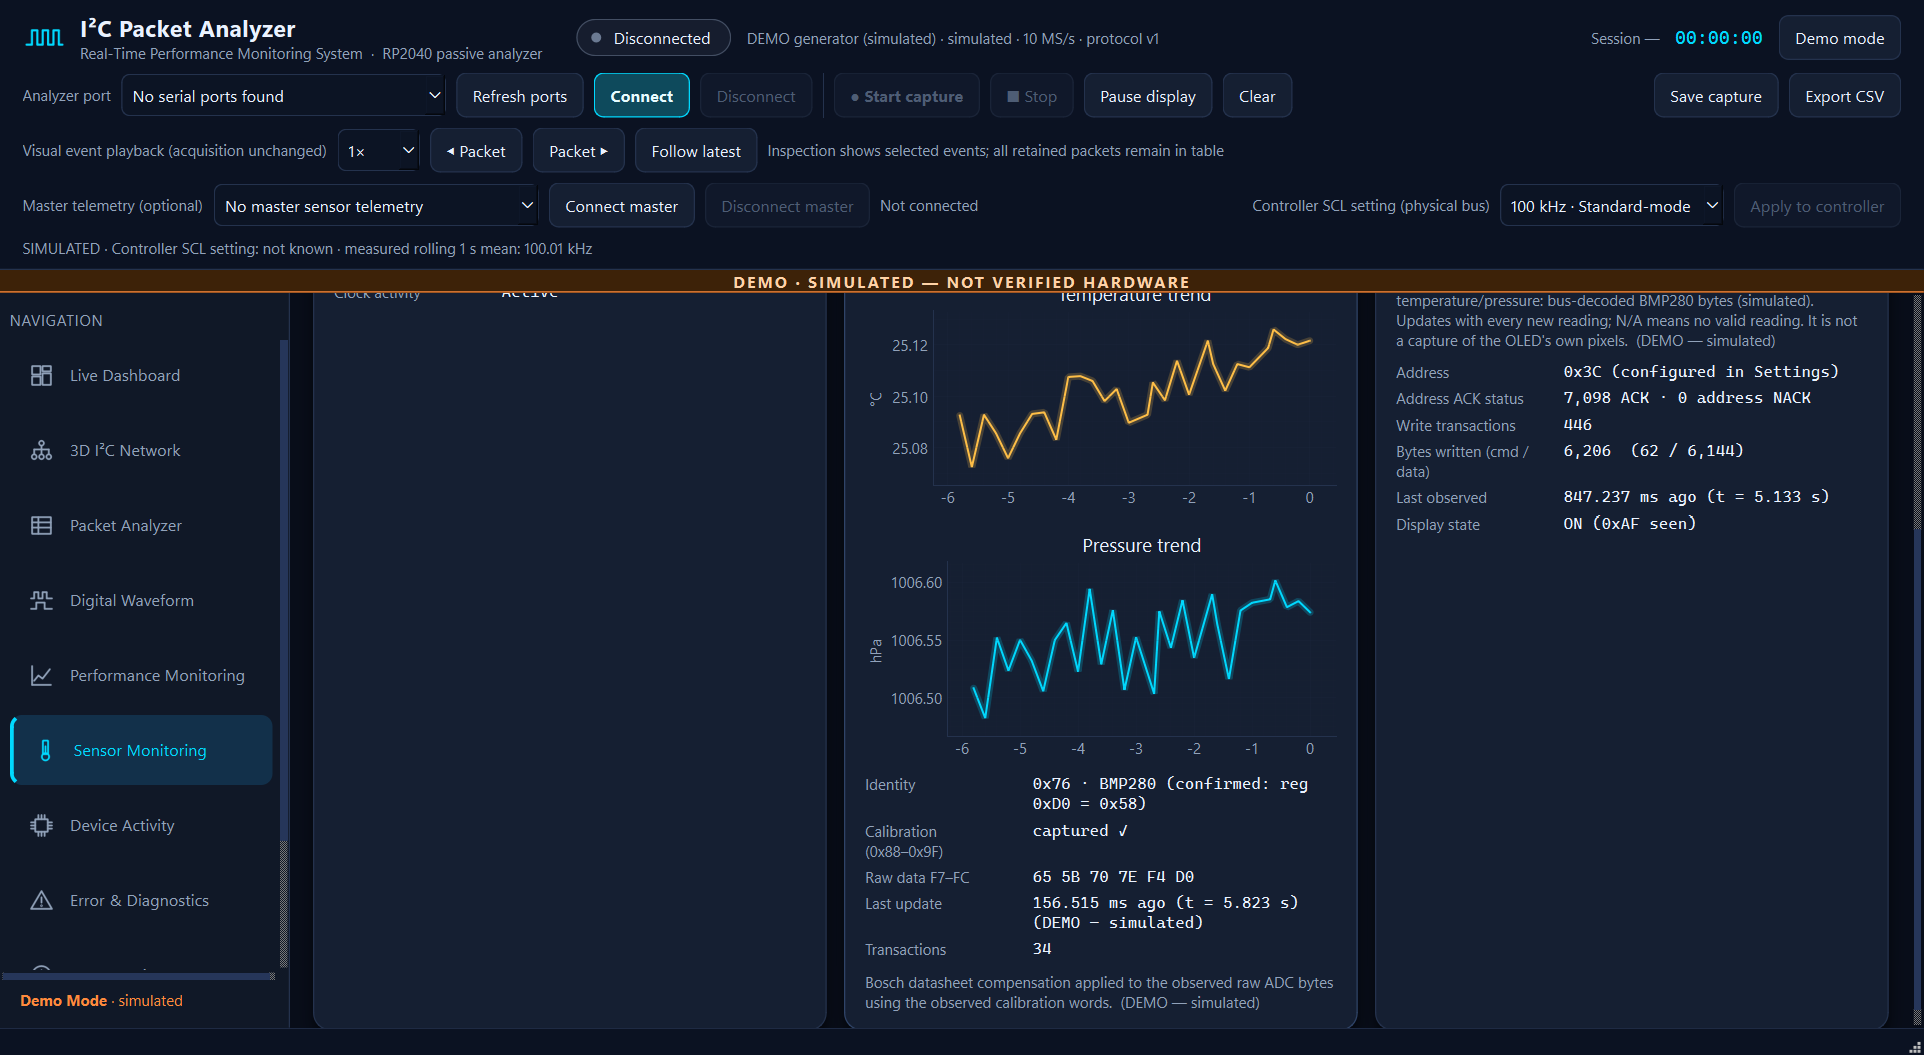 I²C Packet Analyzer
Real-Time Performance Monitoring System · RP2040 passive analyzer
Disconnected
DEMO generator (simulated) · simulated · 10 MS/s · protocol v1
Session —
00:00:00
Demo mode
Analyzer port
No serial ports found
Refresh ports
Connect
Disconnect
● Start capture
■ Stop
Pause display
Clear
Save capture
Export CSV
Visual event playback (acquisition unchanged)
1×
◂ Packet
Packet ▸
Follow latest
Inspection shows selected events; all retained packets remain in table
Master telemetry (optional)
No master sensor telemetry
Connect master
Disconnect master
Not connected
Controller SCL setting (physical bus)
100 kHz · Standard-mode
Apply to controller
SIMULATED · Controller SCL setting: not known · measured rolling 1 s mean: 100.01 kHz
DEMO · SIMULATED — NOT VERIFIED HARDWARE
NAVIGATION
Live Dashboard
3D I²C Network
Packet Analyzer
Digital Waveform
Performance Monitoring
Sensor Monitoring
Device Activity
Error & Diagnostics
Demo Mode · simulated
Clock activity
Active
Temperature trend
°C
25.12
25.10
25.08
-6 -5 -4 -3 -2 -1 0
Pressure trend
hPa
1006.60
1006.55
1006.50
-6 -5 -4 -3 -2 -1 0
Identity
0x76 · BMP280 (confirmed: reg
0xD0 = 0x58)
Calibration
(0x88–0x9F)
captured ✓
Raw data F7–FC
65 5B 70 7E F4 D0
Last update
156.515 ms ago (t = 5.823 s)
(DEMO — simulated)
Transactions
34
Bosch datasheet compensation applied to the observed raw ADC bytes
using the observed calibration words. (DEMO — simulated)
temperature/pressure: bus-decoded BMP280 bytes (simulated).
Updates with every new reading; N/A means no valid reading. It is not
a capture of the OLED's own pixels. (DEMO — simulated)
Address
0x3C (configured in Settings)
Address ACK status
7,098 ACK · 0 address NACK
Write transactions
446
Bytes written (cmd /
data)
6,206 (62 / 6,144)
Last observed
847.237 ms ago (t = 5.133 s)
Display state
ON (0xAF seen)